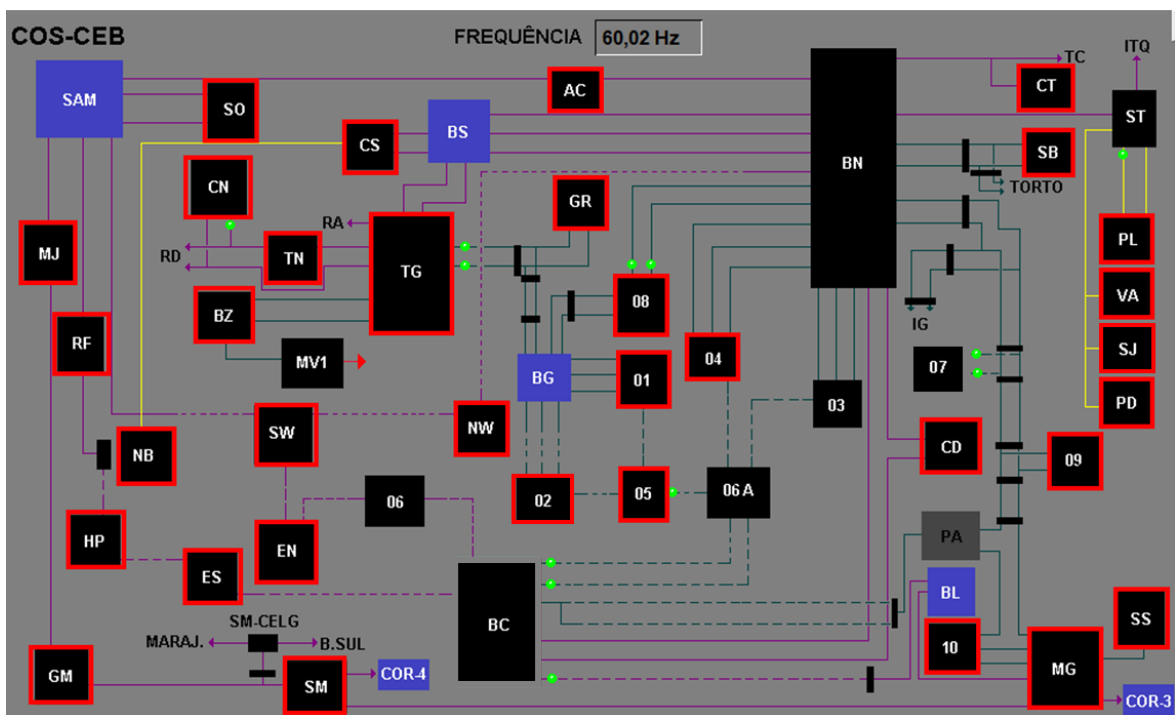 COS-CEB
FREQUÊNCIA 60,02 Hz
ITQ
TC
SAM
SO
AC
CT
BS
ST
CS
BN
SB
CN
GR
TORTO
RA
PL
MJ
RD
TN
TG
BZ
08
VA
IG
RF
MV1
04
07
SJ
BG
01
03
PD
SW
NW
NB
CD
09
02
05
06A
06
HP
EN
PA
ES
BC
BL
SM-CELG
SS
MARAJ.
B.SUL
10
GM
SM
COR-4
MG
COR-3